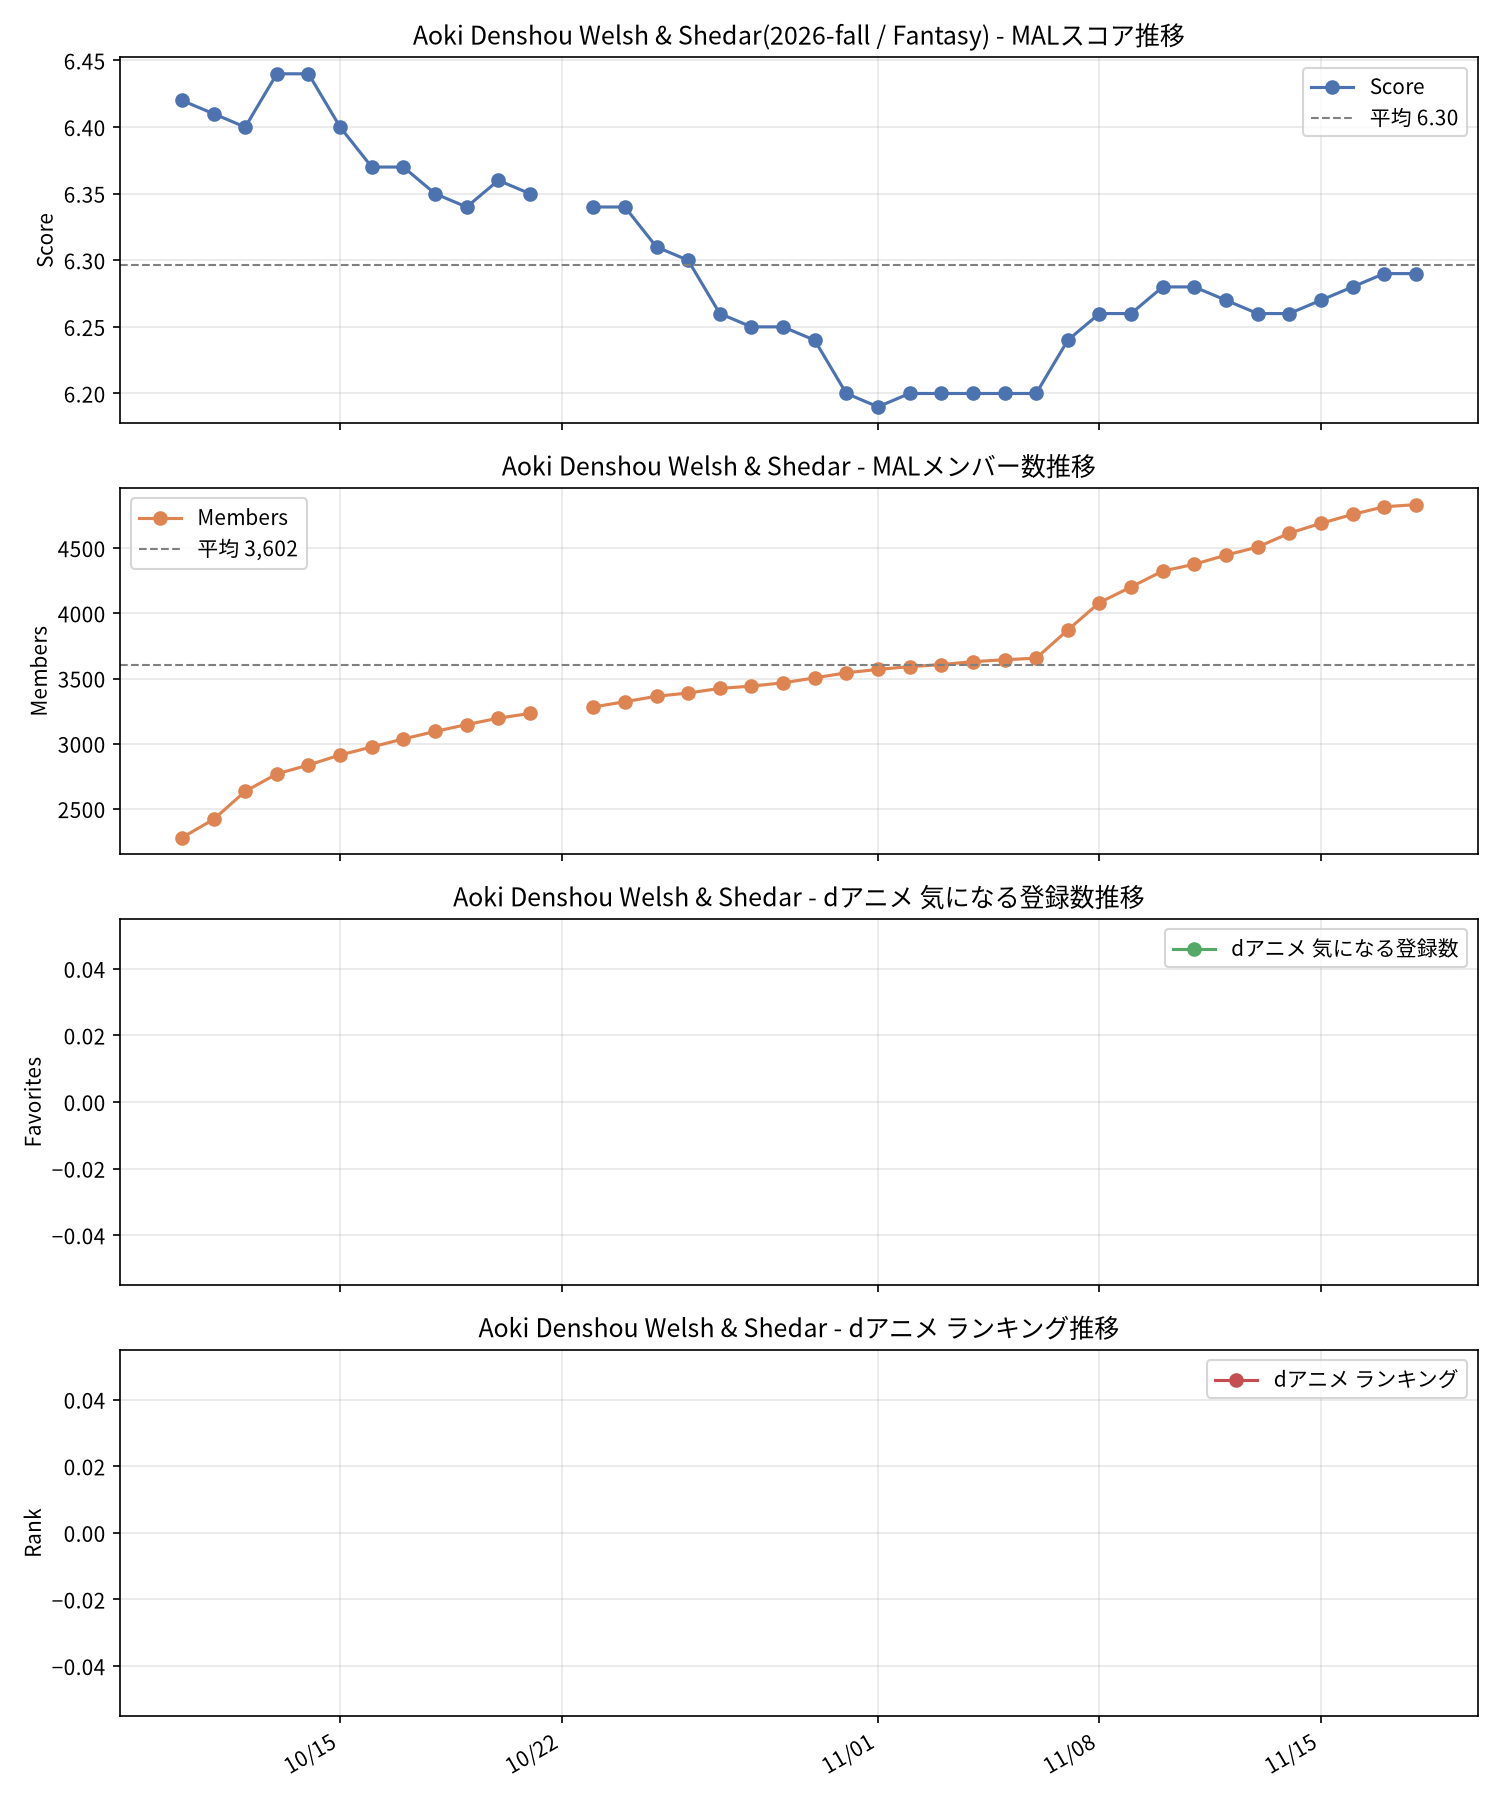 Aoki Denshou Welsh & Shedar(2026-fall / Fantasy) - MALスコア推移
Score
6.45
6.40
6.35
6.30
6.25
6.20
Score
平均 6.30
Aoki Denshou Welsh & Shedar - MALメンバー数推移
Members
4500
4000
3500
3000
2500
Members
平均 3,602
Aoki Denshou Welsh & Shedar - dアニメ 気になる登録数推移
Favorites
0.04
0.02
0.00
−0.02
−0.04
dアニメ 気になる登録数
Aoki Denshou Welsh & Shedar - dアニメ ランキング推移
Rank
0.04
0.02
0.00
−0.02
−0.04
dアニメ ランキング
10/15
10/22
11/01
11/08
11/15